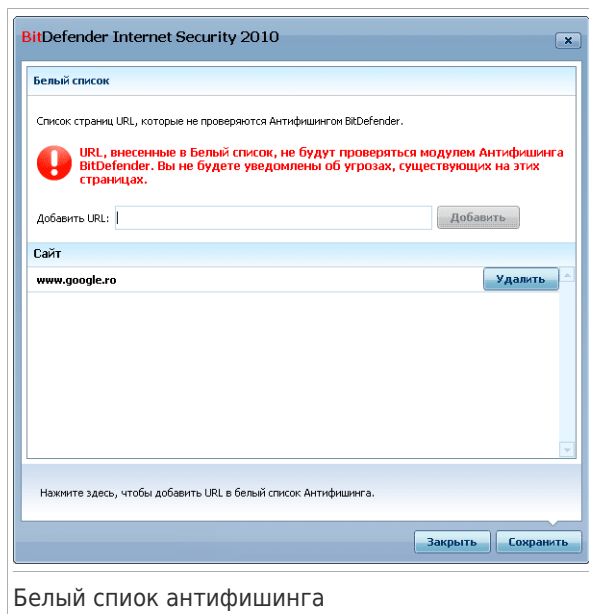 BitDefender Internet Security 2010
x
Белый список
Список страниц URL, которые не проверяются Антифишингом BitDefender.
URL, внесенные в Белый список, не будут проверяться модулем Антифишинга
BitDefender. Вы не будете уведомлены об угрозах, существующих на этих
страницах.
Добавить URL:
Добавить
Сайт
www.google.ro
Удалить
Нажмите здесь, чтобы добавить URL в белый список Антифишинга.
Закрыть
Сохранить
Белый спиок антифишинга